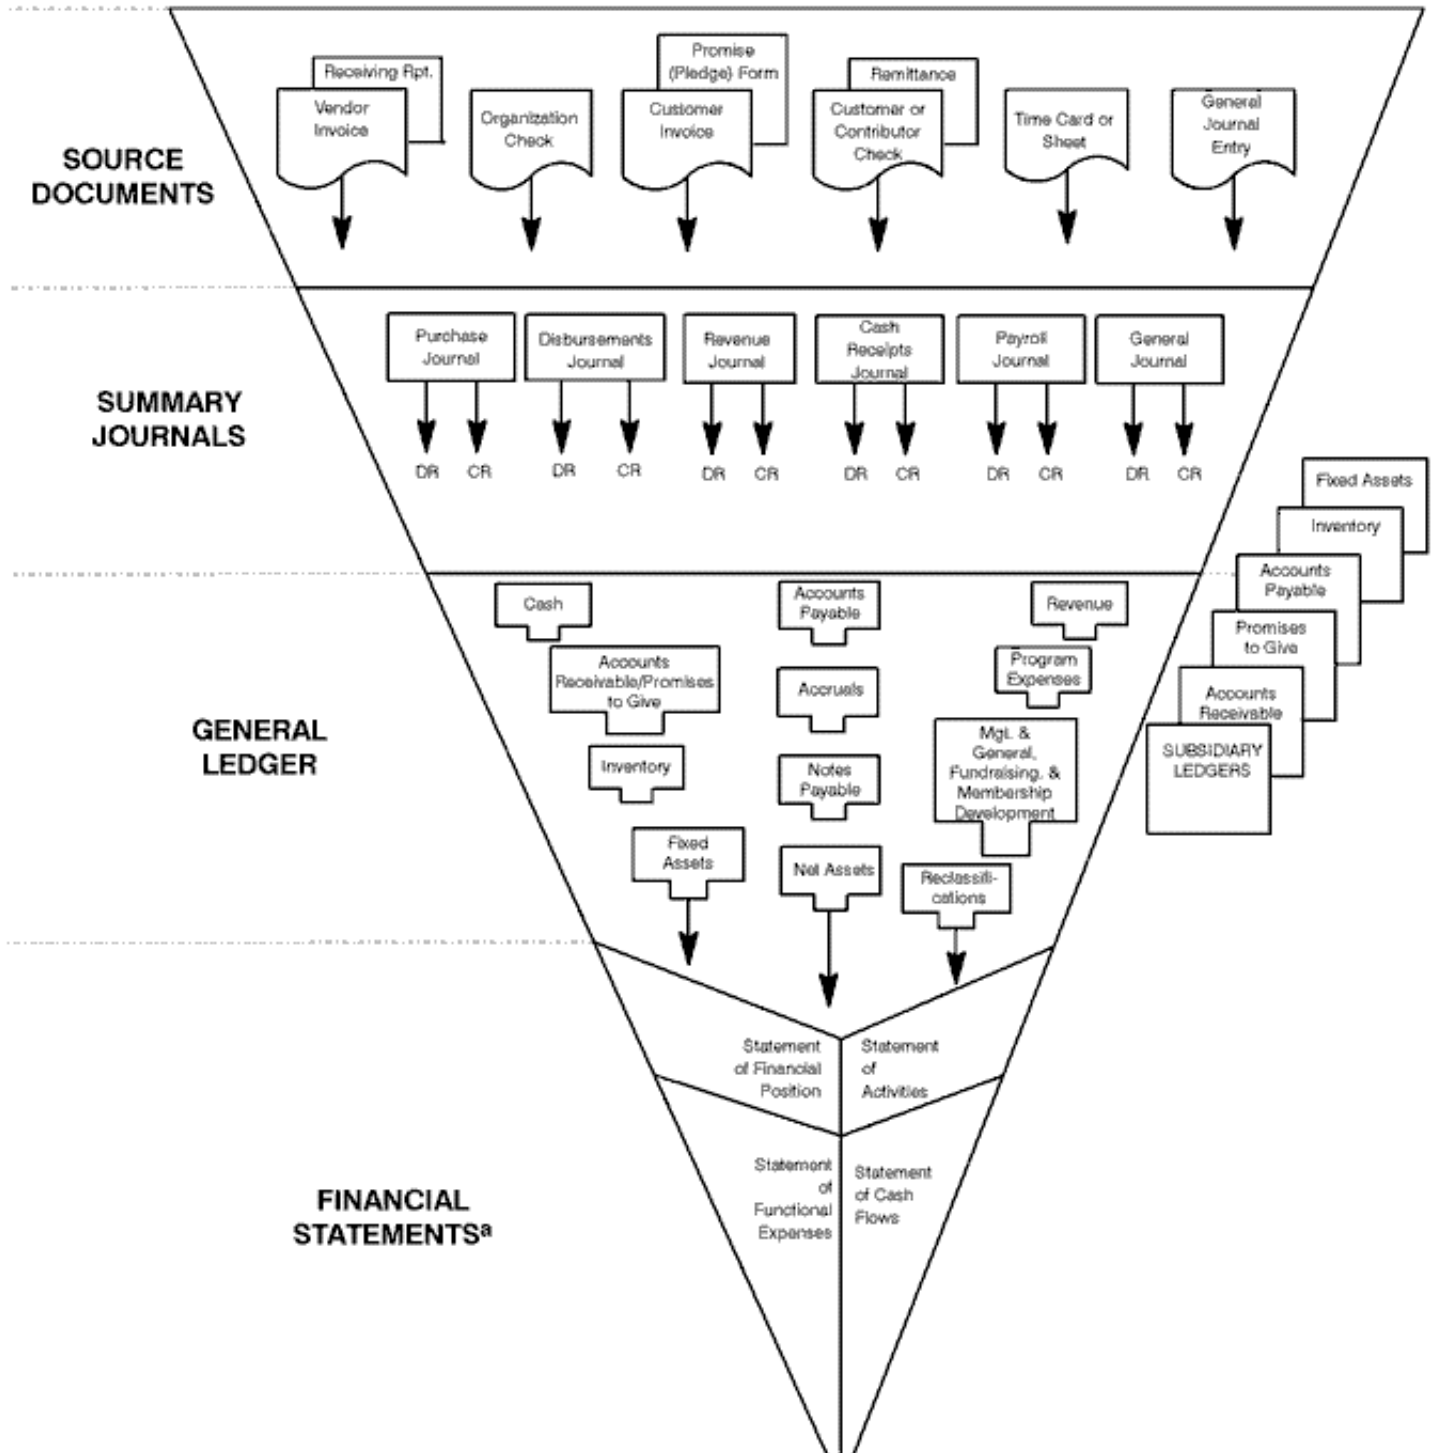 SOURCE
DOCUMENTS
Receiving Rpt.
Vendor
Invoice
Organization
Check
Promise
(Pledge) Form
Customer
Invoice
Remittance
Customer or
Contributor
Check
Time Card or
Sheet
General
Journal
Entry
SUMMARY
JOURNALS
Purchase
Journal
Disbursements
Journal
Revenue
Journal
Cash
Receipts
Journal
Payroll
Journal
General
Journal
DR CR DR CR DR CR DR CR DR CR DR CR
GENERAL
LEDGER
Cash
Accounts
Receivable/Promises
to Give
Inventory
Fixed
Assets
Accounts
Payable
Accruals
Notes
Payable
Net Assets
Revenue
Program
Expenses
Mgt. &
General,
Fundraising, &
Membership
Development
Reclassifi-
cations
Fixed Assets
Inventory
Accounts
Payable
Promises
to Give
Accounts
Receivable
SUBSIDIARY
LEDGERS
FINANCIAL
STATEMENTSª
Statement
of Financial
Position
Statement
of
Activities
Statement
of
Functional
Expenses
Statement
of Cash
Flows